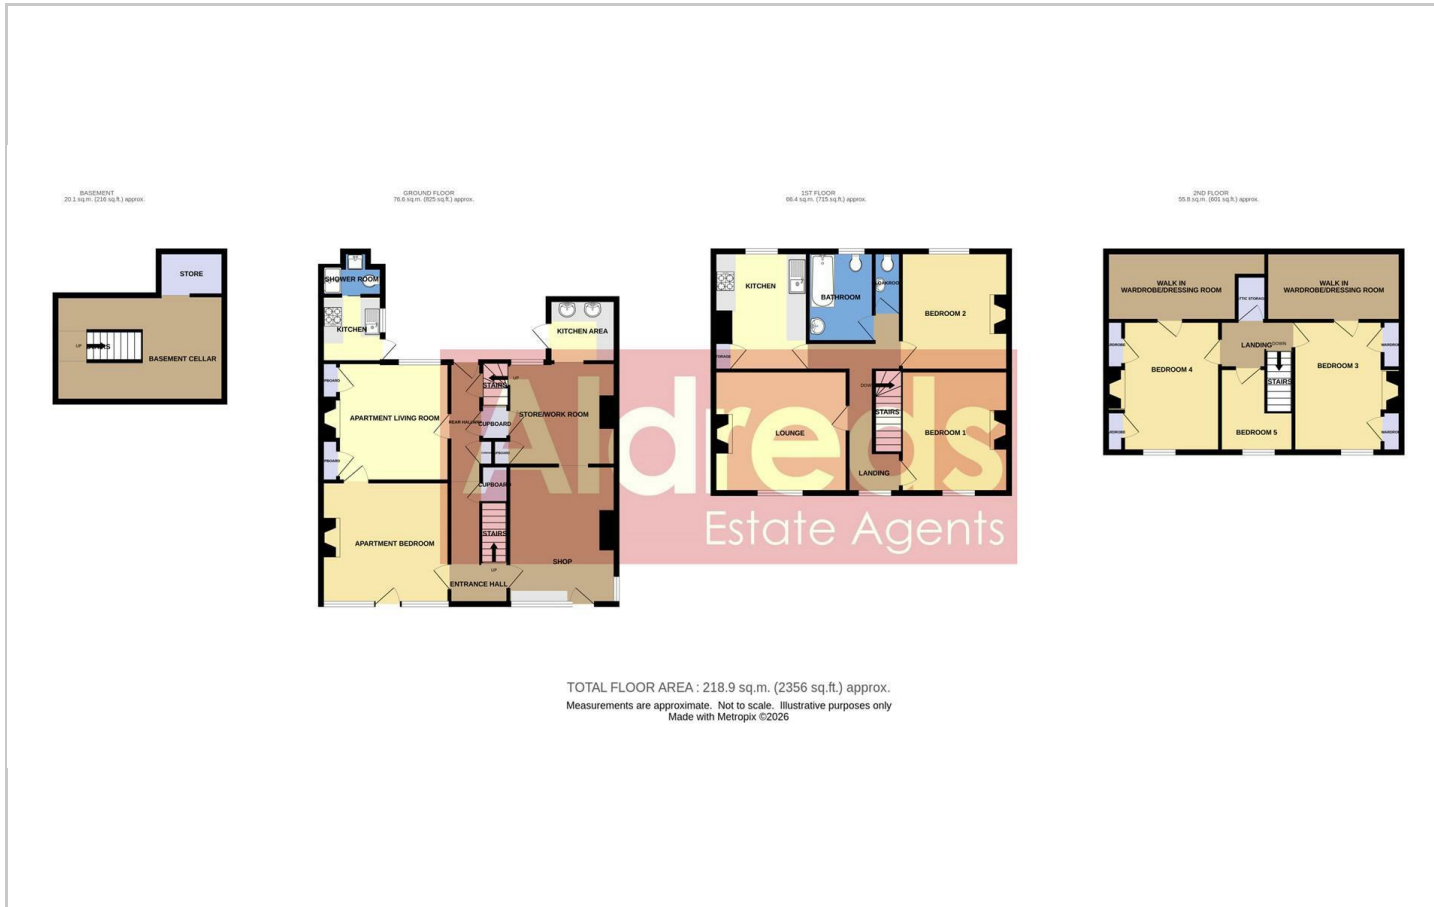 BASEMENT
20.1 sq.m. (216 sq.ft.) approx.
GROUND FLOOR
76.6 sq.m. (825 sq.ft.) approx.
1ST FLOOR
66.4 sq.m. (715 sq.ft.) approx.
2ND FLOOR
55.8 sq.m. (601 sq.ft.) approx.
STORE
UP
BASEMENT CELLAR
SHOWER ROOM
KITCHEN
KITCHEN AREA
APARTMENT LIVING ROOM
STAIRS
UP
STORE/WORK ROOM
CUPBOARD
CUPBOARD
APARTMENT BEDROOM
STAIRS
UP
SHOP
ENTRANCE HALL
KITCHEN
BATHROOM
BEDROOM 2
LOUNGE
STAIRS
BEDROOM 1
LANDING
WALK IN
WARDROBE/DRESSING ROOM
WALK IN
WARDROBE/DRESSING ROOM
LANDING
DOWN
BEDROOM 4
BEDROOM 3
STAIRS
BEDROOM 5
Aldreds
Estate Agents
TOTAL FLOOR AREA : 218.9 sq.m. (2356 sq.ft.) approx.
Measurements are approximate. Not to scale. Illustrative purposes only
Made with Metropix ©2026